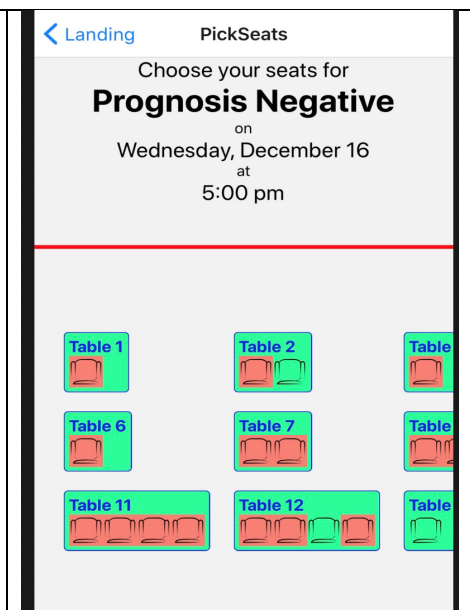 Landing PickSeats
Choose your seats for
Prognosis Negative
on
Wednesday, December 16
at
5:00 pm
Table 1 Table 2 Table
Table 6 Table 7 Table
Table 11 Table 12 Table